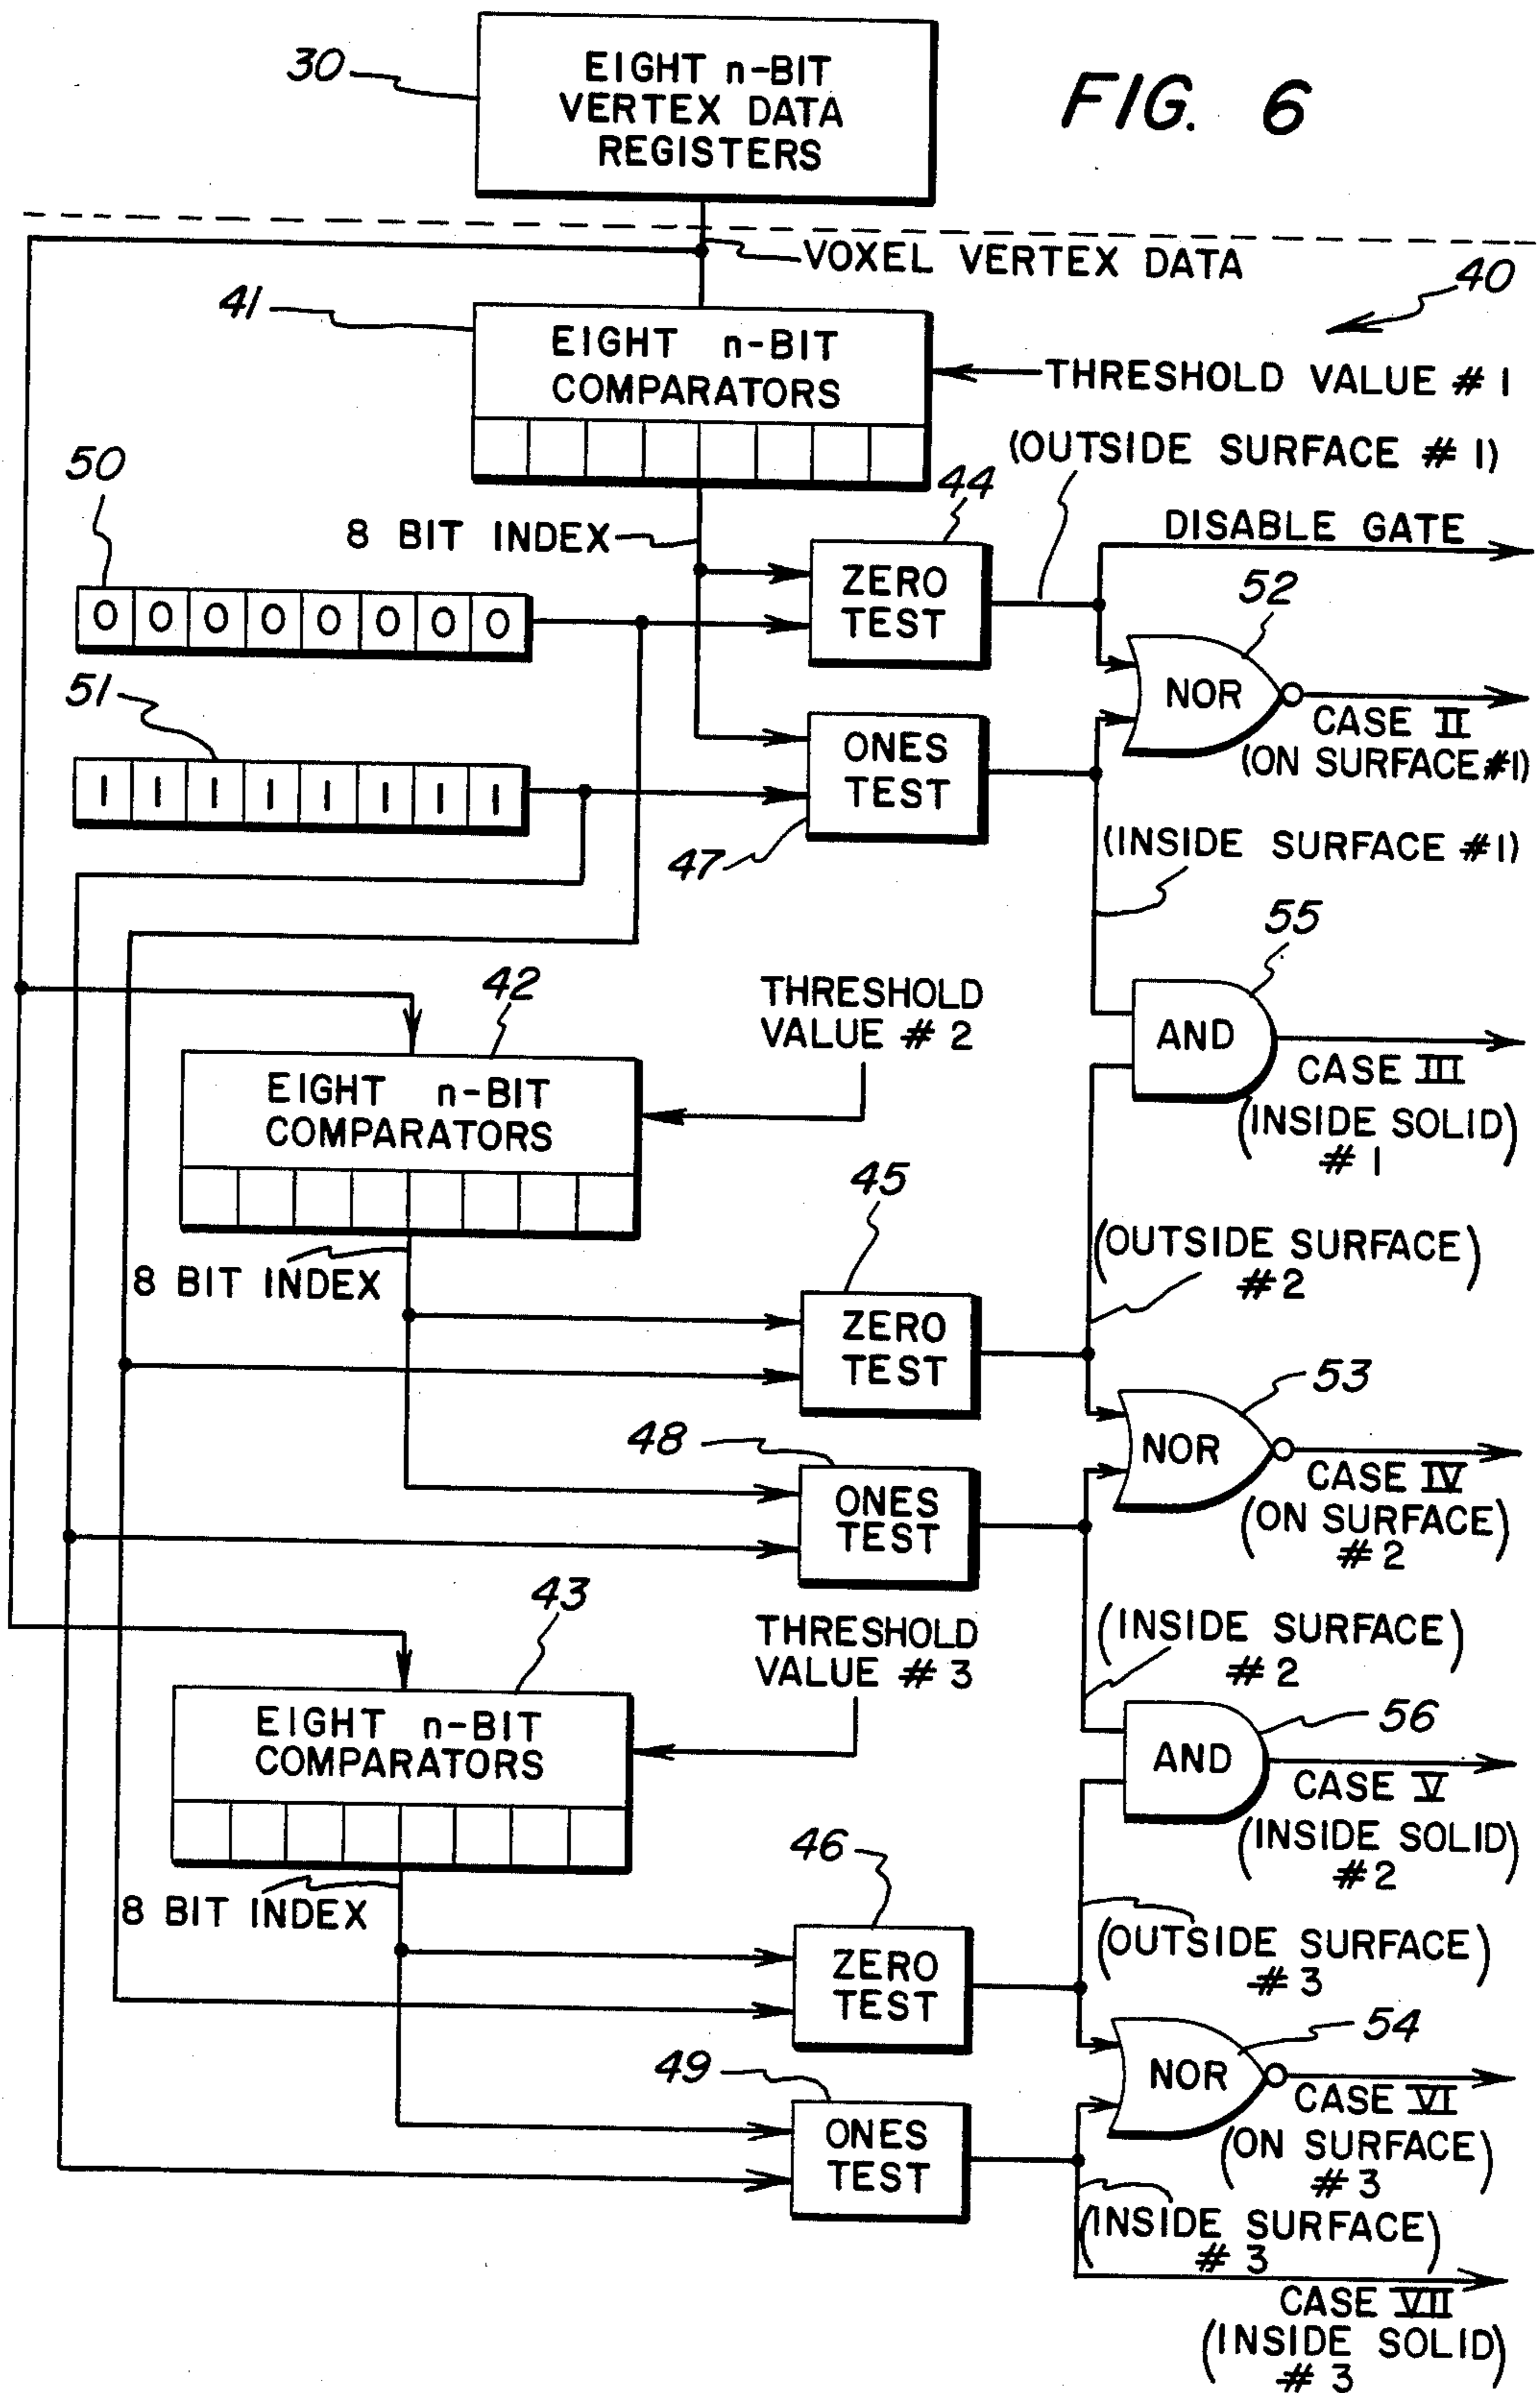 FIG. 6
30
EIGHT n-BIT
VERTEX DATA
REGISTERS
VOXEL VERTEX DATA
40
41
EIGHT n-BIT
COMPARATORS
THRESHOLD VALUE # 1
(OUTSIDE SURFACE # 1)
50
44
8 BIT INDEX
DISABLE GATE
0 0 0 0 0 0 0 0
ZERO
TEST
52
NOR
CASE II
(ON SURFACE #1)
51
1 1 1 1 1 1 1 1
ONES
TEST
47
(INSIDE SURFACE #1)
55
42
THRESHOLD
VALUE # 2
AND
CASE III
(INSIDE SOLID)
# 1
EIGHT n-BIT
COMPARATORS
45
(OUTSIDE SURFACE)
#2
8 BIT INDEX
ZERO
TEST
53
48
NOR
CASE IV
(ON SURFACE)
#2
ONES
TEST
43
THRESHOLD
VALUE # 3
(INSIDE SURFACE)
#2
EIGHT n-BIT
COMPARATORS
56
AND
CASE V
(INSIDE SOLID)
#2
46
8 BIT INDEX
(OUTSIDE SURFACE)
# 3
ZERO
TEST
54
49
NOR
CASE VI
(ON SURFACE)
# 3
ONES
TEST
(INSIDE SURFACE)
# 3
CASE VII
(INSIDE SOLID)
# 3